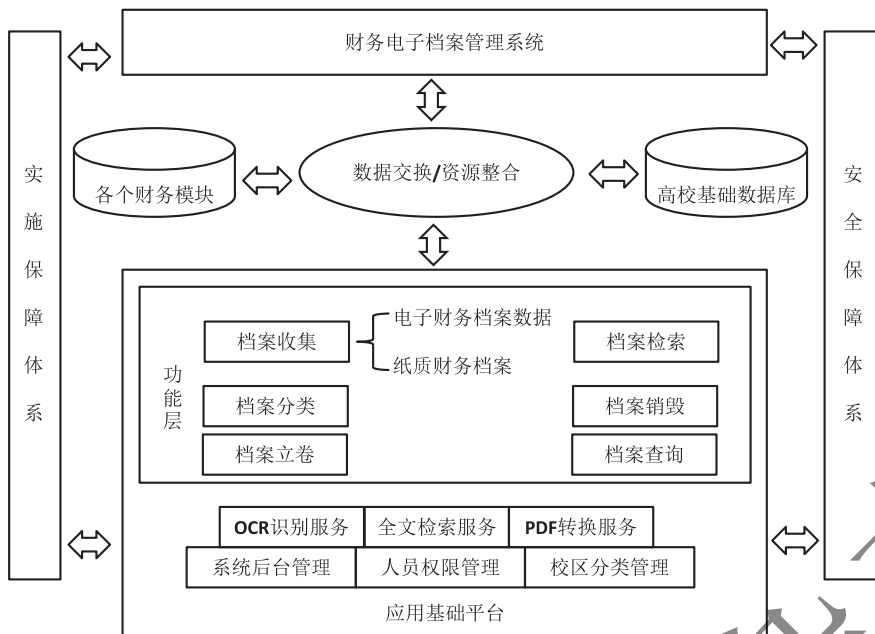 财务电子档案管理系统
实施保障体系
各个财务模块
数据交换/资源整合
高校基础数据库
安全保障体系
功能层
档案收集
电子财务档案数据
纸质财务档案
档案检索
档案分类
档案销毁
档案立卷
档案查询
OCR识别服务
全文检索服务
PDF转换服务
系统后台管理
人员权限管理
校区分类管理
应用基础平台